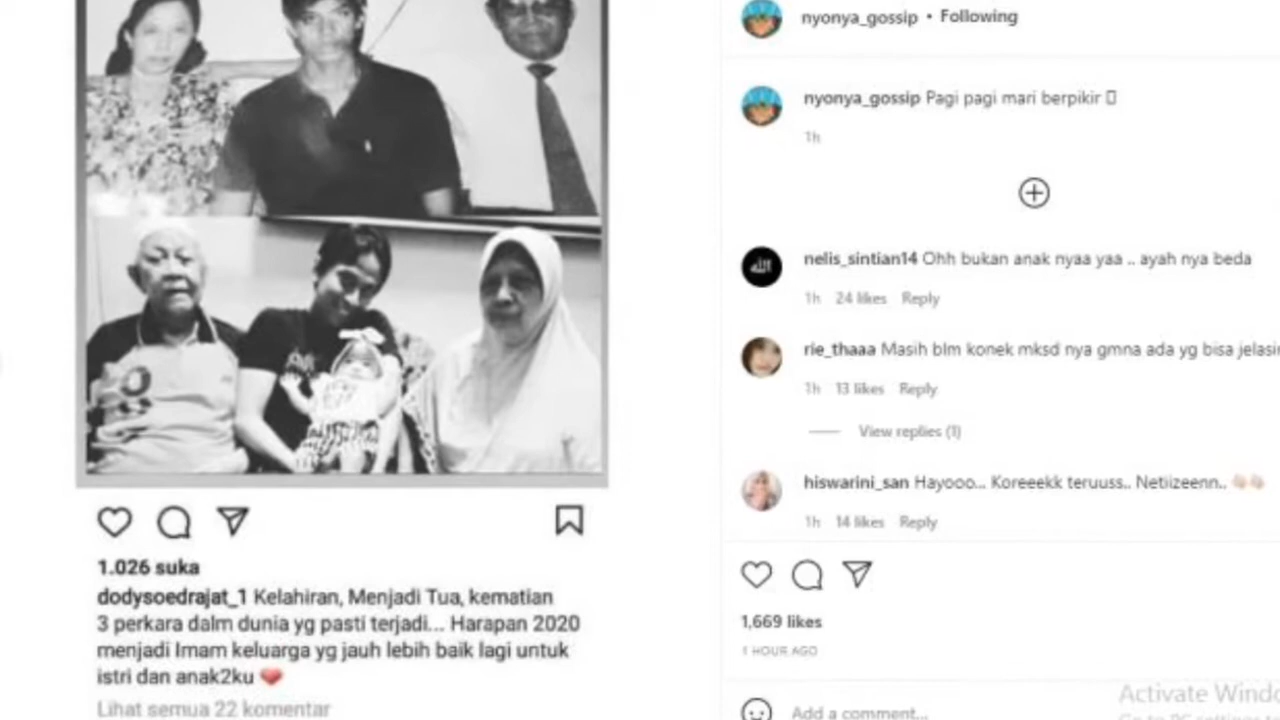 1.026 suka
dodysoedrajat_1 Kelahiran, Menjadi Tua, kematian
3 perkara dalm dunia yg pasti terjadi... Harapan 2020
menjadi Imam keluarga yg jauh lebih baik lagi untuk
istri dan anak2ku ❤
Lihat semua 22 komentar
nyonya_gossip • Following
nyonya_gossip Pagi pagi mari berpikir
1h
nelis_sintian14 Ohh bukan anak nyaa yaa .. ayah nya beda
1h 24 likes Reply
الله
rie_thaaa Masih blm konek mksd nya gmna ada yg bisa jelasin
1h 13 likes Reply
View replies (1)
hiswarini_san Hayooo... Koreeekk teruuss.. Netiizeenn.. 👏🏻👏🏻
1h 14 likes Reply
1,669 likes
1 HOUR AGO
Add a comment...
Activate Windo